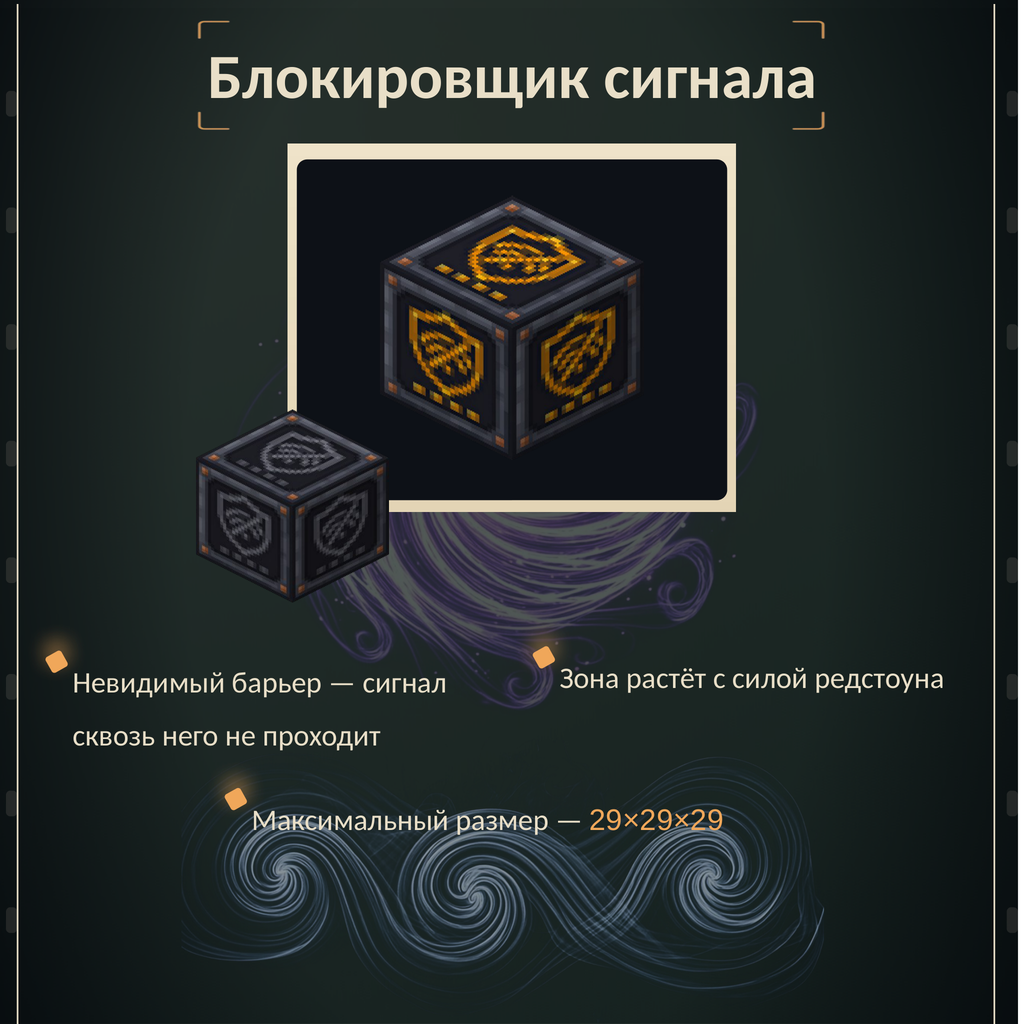 Блокировщик сигнала
Невидимый барьер — сигнал
сквозь него не проходит
Зона растёт с силой редстоуна
Максимальный размер — 29×29×29